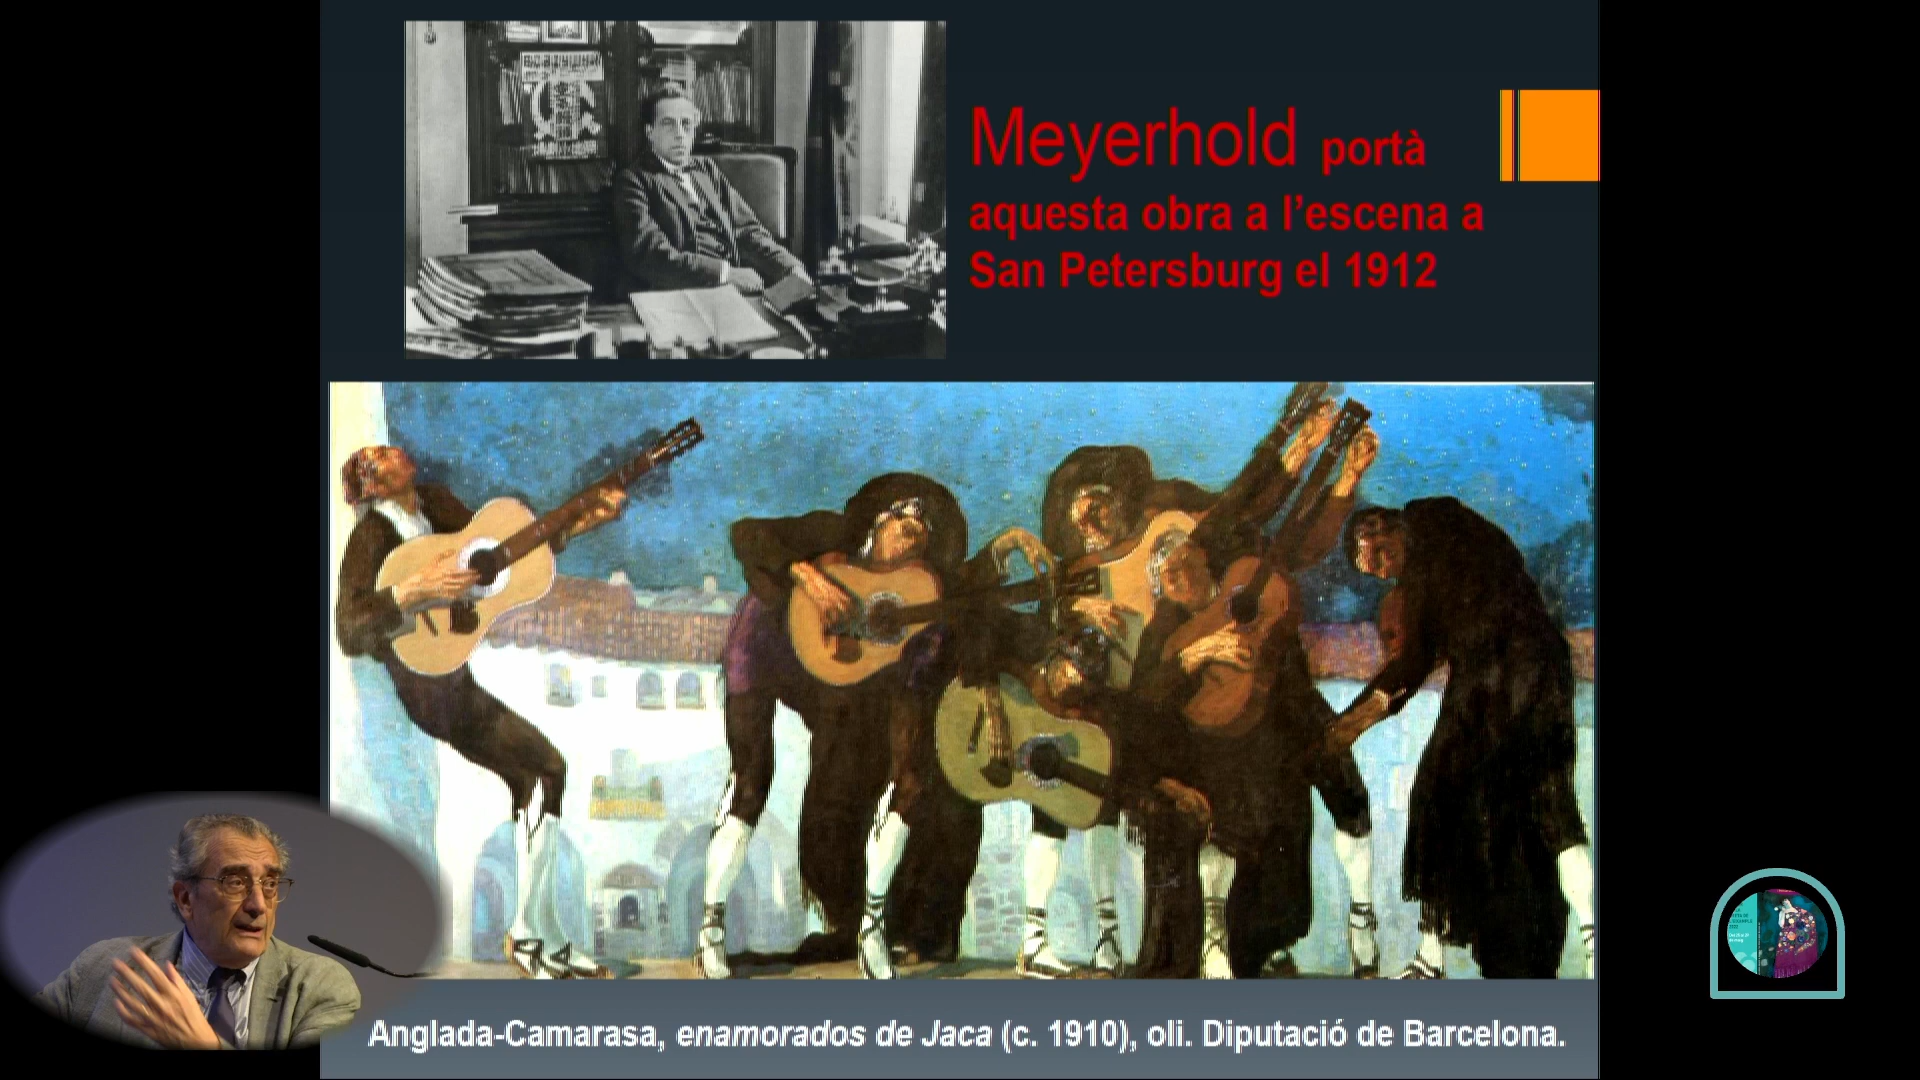 Meyerhold portà
aquesta obra a l’escena a
San Petersburg el 1912
Anglada-Camarasa, enamorados de Jaca (c. 1910), oli. Diputació de Barcelona.